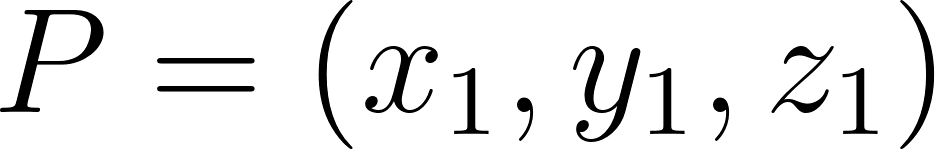 P = (x₁, y₁, z₁)